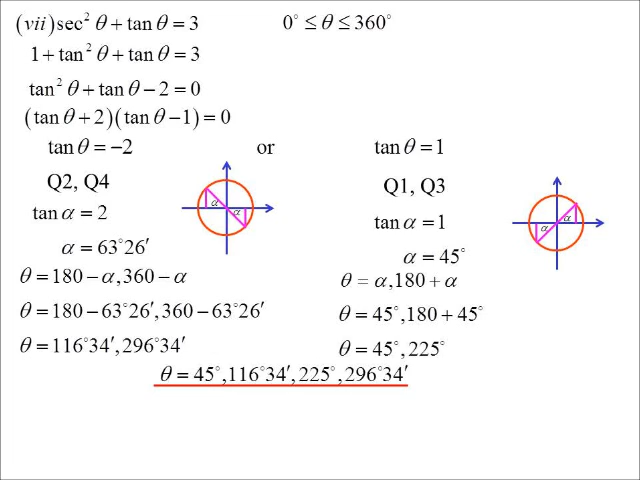 (vii) sec² θ + tan θ = 3 0° ≤ θ ≤ 360°
1 + tan² θ + tan θ = 3
tan² θ + tan θ − 2 = 0
(tan θ + 2)(tan θ − 1) = 0
tan θ = −2 or tan θ = 1
Q2, Q4
tan α = 2
α = 63°26′
θ = 180 − α, 360 − α
θ = 180 − 63°26′, 360 − 63°26′
θ = 116°34′, 296°34′
α
α
Q1, Q3
tan α = 1
α = 45°
θ = α, 180 + α
θ = 45°, 180 + 45°
θ = 45°, 225°
α
α
θ = 45°, 116°34′, 225°, 296°34′